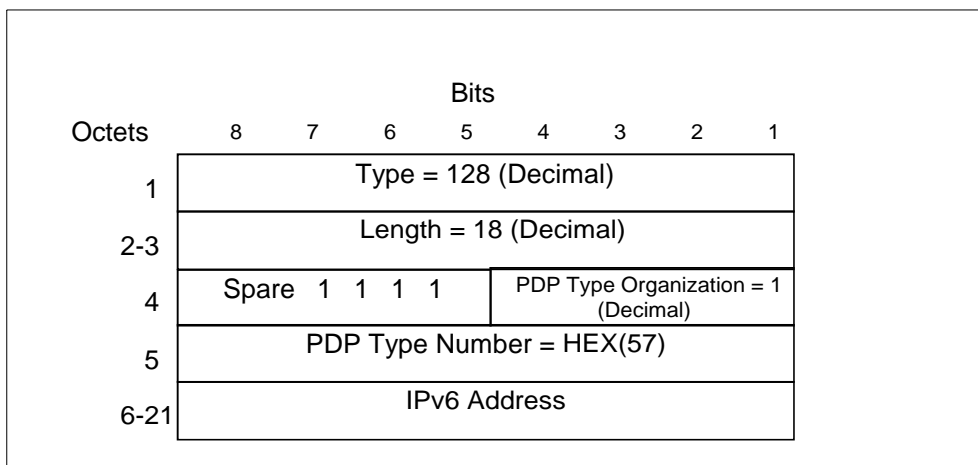 Bits
Octets 8 7 6 5 4 3 2 1
1 Type = 128 (Decimal)
2-3 Length = 18 (Decimal)
4 Spare 1 1 1 1 PDP Type Organization = 1
(Decimal)
5 PDP Type Number = HEX(57)
6-21 IPv6 Address